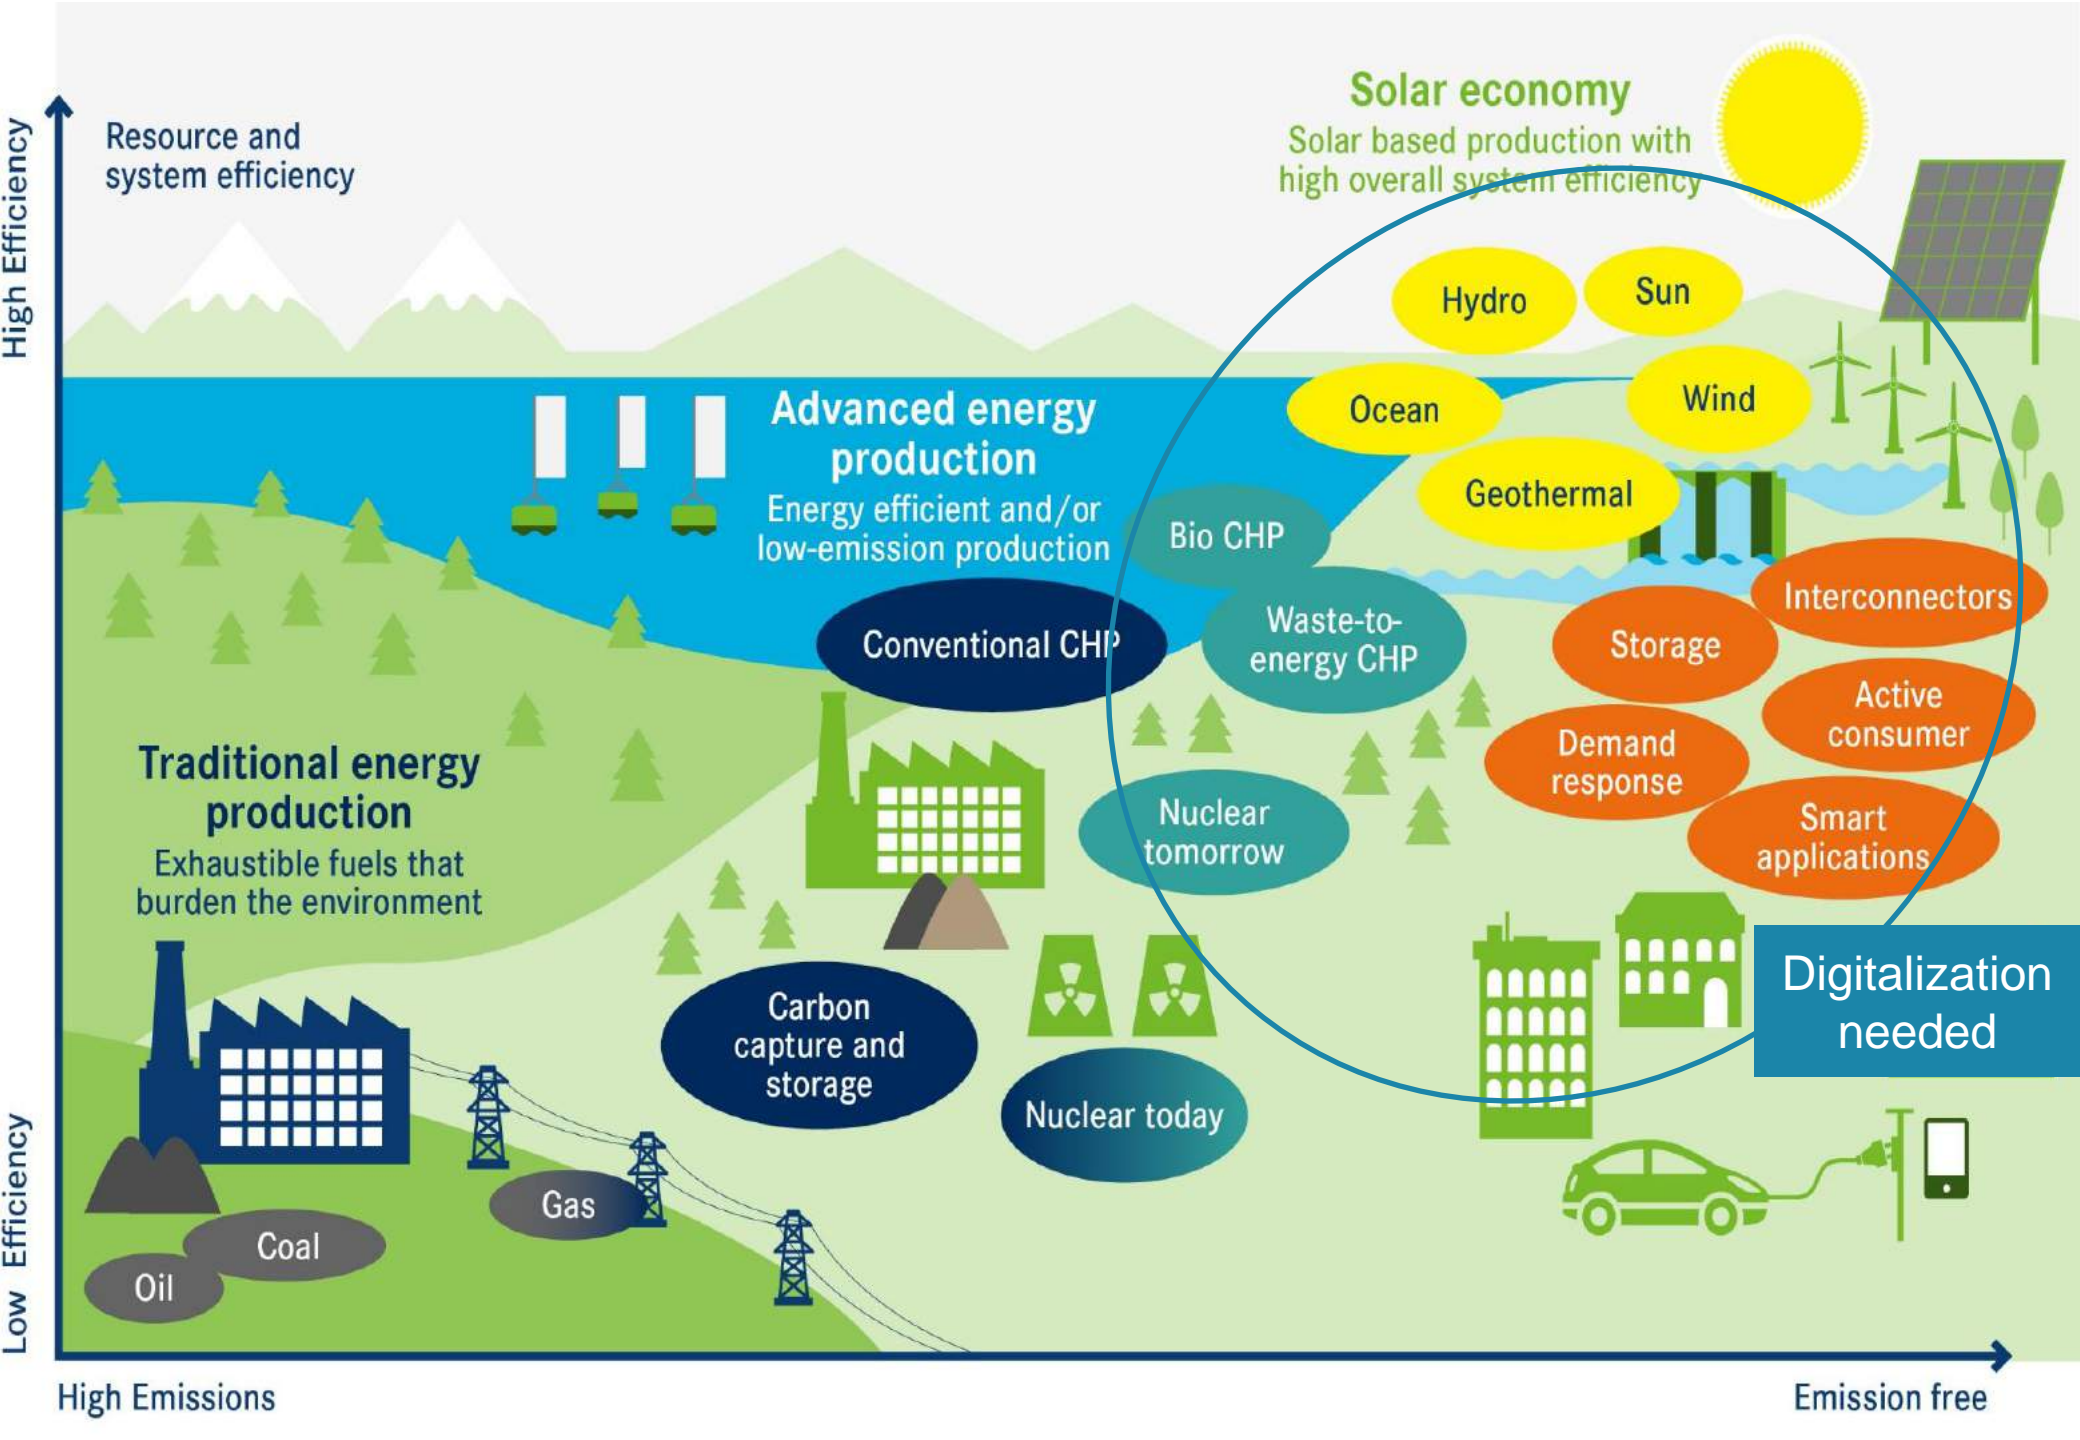 Solar economy
Solar based production with
high overall system efficiency
High Efficiency
Resource and
system efficiency
Hydro
Sun
Ocean
Wind
Geothermal
Advanced energy
production
Energy efficient and/or
low-emission production
Bio CHP
Conventional CHP
Waste-to-
energy CHP
Storage
Interconnectors
Active
consumer
Demand
response
Smart
applications
Nuclear
tomorrow
Traditional energy
production
Exhaustible fuels that
burden the environment
Carbon
capture and
storage
Nuclear today
Digitalization
needed
Gas
Coal
Oil
Low Efficiency
High Emissions
Emission free